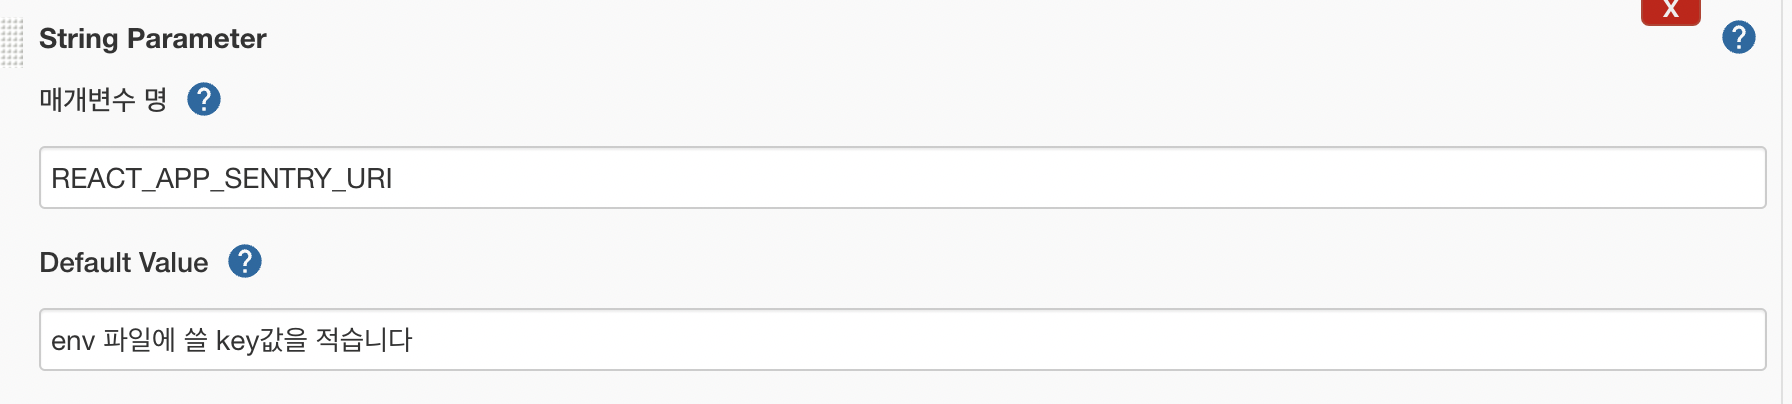 X
String Parameter ?
매개변수 명 ?
REACT_APP_SENTRY_URI
Default Value ?
env 파일에 쓸 key값을 적습니다